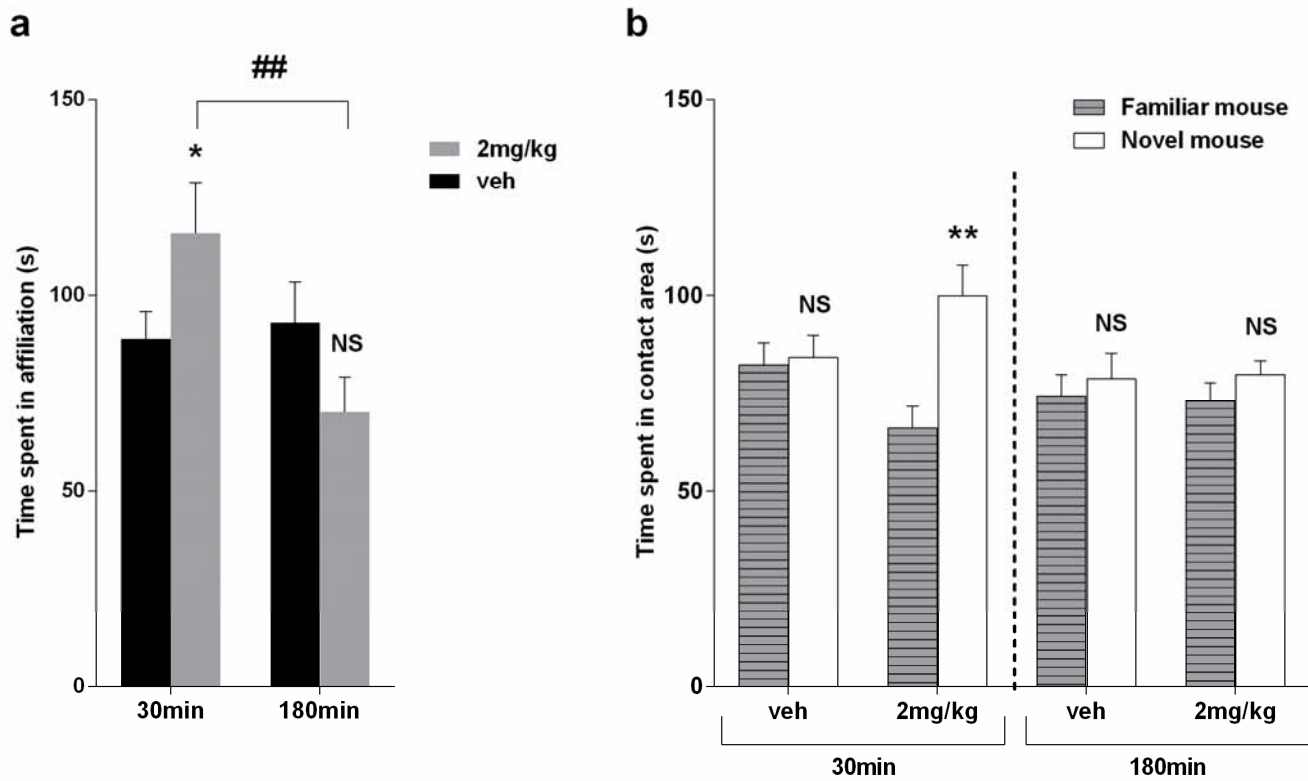 a
##
150
100
50
0
Time spent in affiliation (s)
*
NS
2mg/kg
veh
30min 180min
b
150
100
50
0
Time spent in contact area (s)
Familiar mouse
Novel mouse
NS
**
NS
NS
veh 2mg/kg veh 2mg/kg
30min 180min